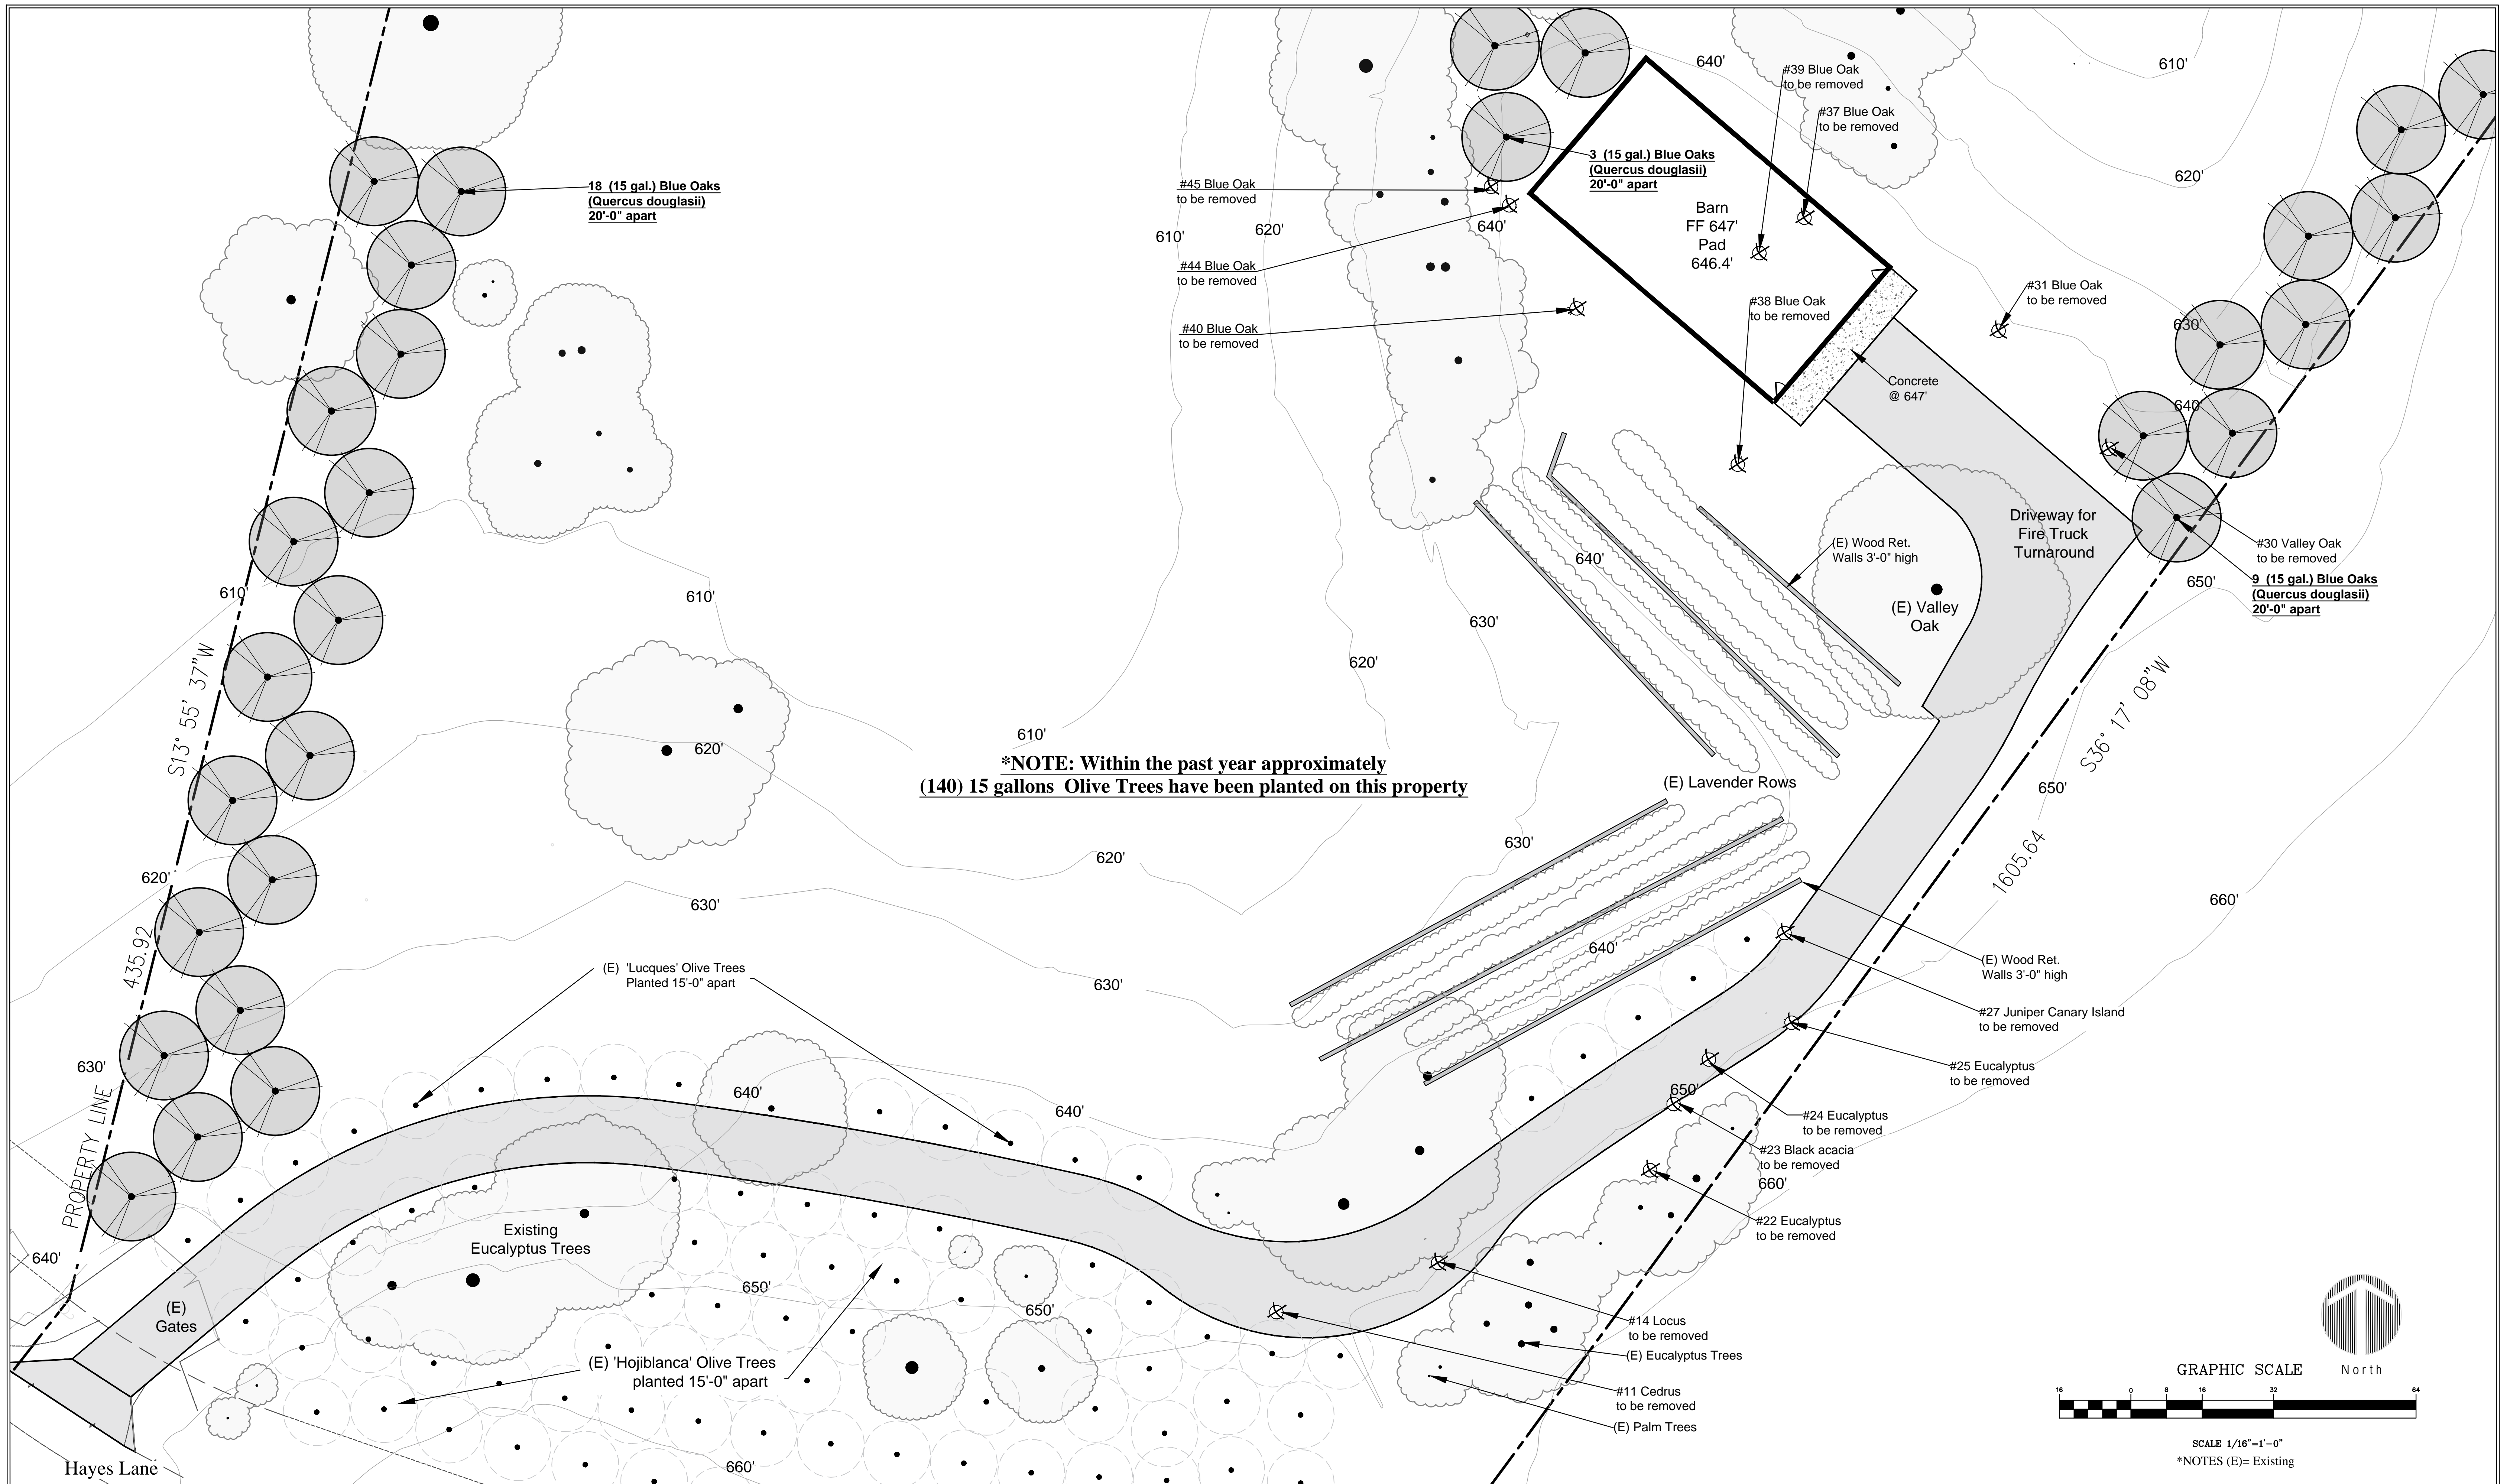 640'
610'
#39 Blue Oak
to be removed
#37 Blue Oak
to be removed
620'
3  (15 gal.) Blue Oaks
(Quercus douglasii)
20'-0" apart
18  (15 gal.) Blue Oaks
(Quercus douglasii)
20'-0" apart
#45 Blue Oak
to be removed
Barn
FF 647'
Pad
646.4'
610'
620'
640'
#44 Blue Oak
to be removed
#31 Blue Oak
to be removed
#38 Blue Oak
to be removed
#40 Blue Oak
to be removed
630'
Concrete
@ 647'
640'
Driveway for
Fire Truck
Turnaround
(E) Wood Ret.
Walls 3'-0" high
640'
#30 Valley Oak
to be removed
9  (15 gal.) Blue Oaks
(Quercus douglasii)
20'-0" apart
650'
610'
610'
(E) Valley
Oak
630'
620'
S13° 55' 37"W
S36° 17' 08"W
610'
620'
*NOTE: Within the past year approximately
(140) 15 gallons  Olive Trees have been planted on this property
(E) Lavender Rows
650'
1605.64
630'
620'
620'
630'
660'
435.92
640'
(E)  'Lucques' Olive Trees
Planted 15'-0" apart
630'
(E) Wood Ret.
Walls 3'-0" high
#27 Juniper Canary Island
to be removed
630'
#25 Eucalyptus
to be removed
640'
640'
650'
#24 Eucalyptus
to be removed
#23 Black acacia
to be removed
660'
PROPERTY LINE
#22 Eucalyptus
to be removed
Existing
Eucalyptus Trees
640'
650'
650'
(E)
Gates
#14 Locus
to be removed
(E) Eucalyptus Trees
(E) 'Hojiblanca' Olive Trees
planted 15'-0" apart
#11 Cedrus
to be removed
(E) Palm Trees
660'
Hayes Lane
North
GRAPHIC SCALE
16 0 8 16 32 64
SCALE 1/16"=1'-0"
*NOTES (E)= Existing